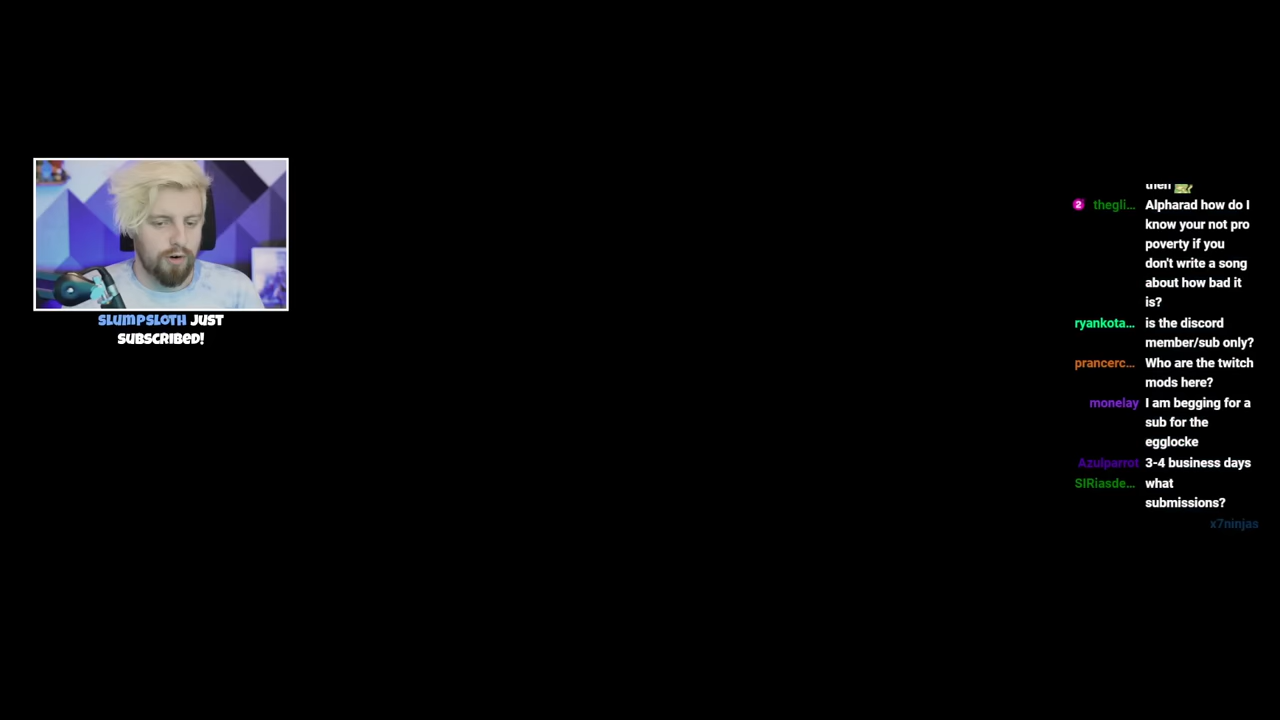 SLUMPSLOTH JUST
SUBSCRIBED!
then
thegli... Alpharad how do I
know your not pro
poverty if you
don't write a song
about how bad it
is?
ryankota... is the discord
member/sub only?
prancerc... Who are the twitch
mods here?
monelay I am begging for a
sub for the
egglocke
Azulparrot 3-4 business days
SIRiasde... what
submissions?
x7ninjas